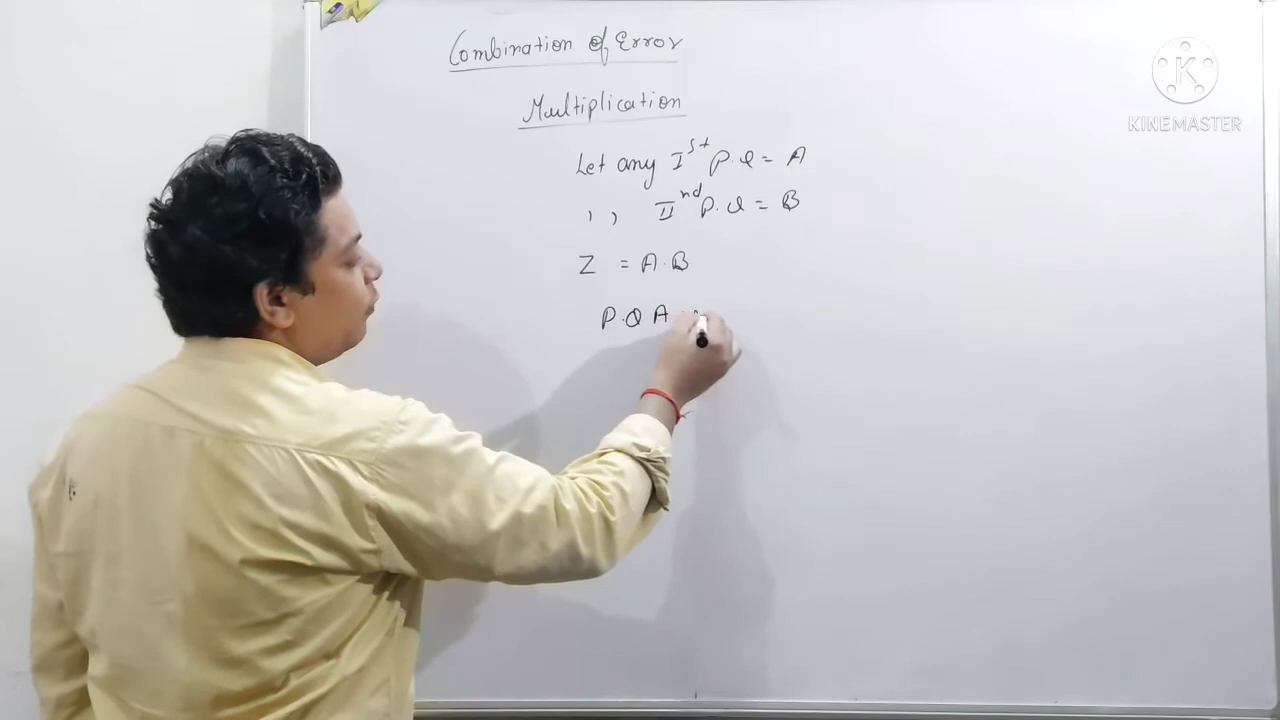 Combination of Error
Multiplication
Let any Ist P.Q = A
,, IInd P.Q = B
Z = A.B
P.Q A
KINEMASTER